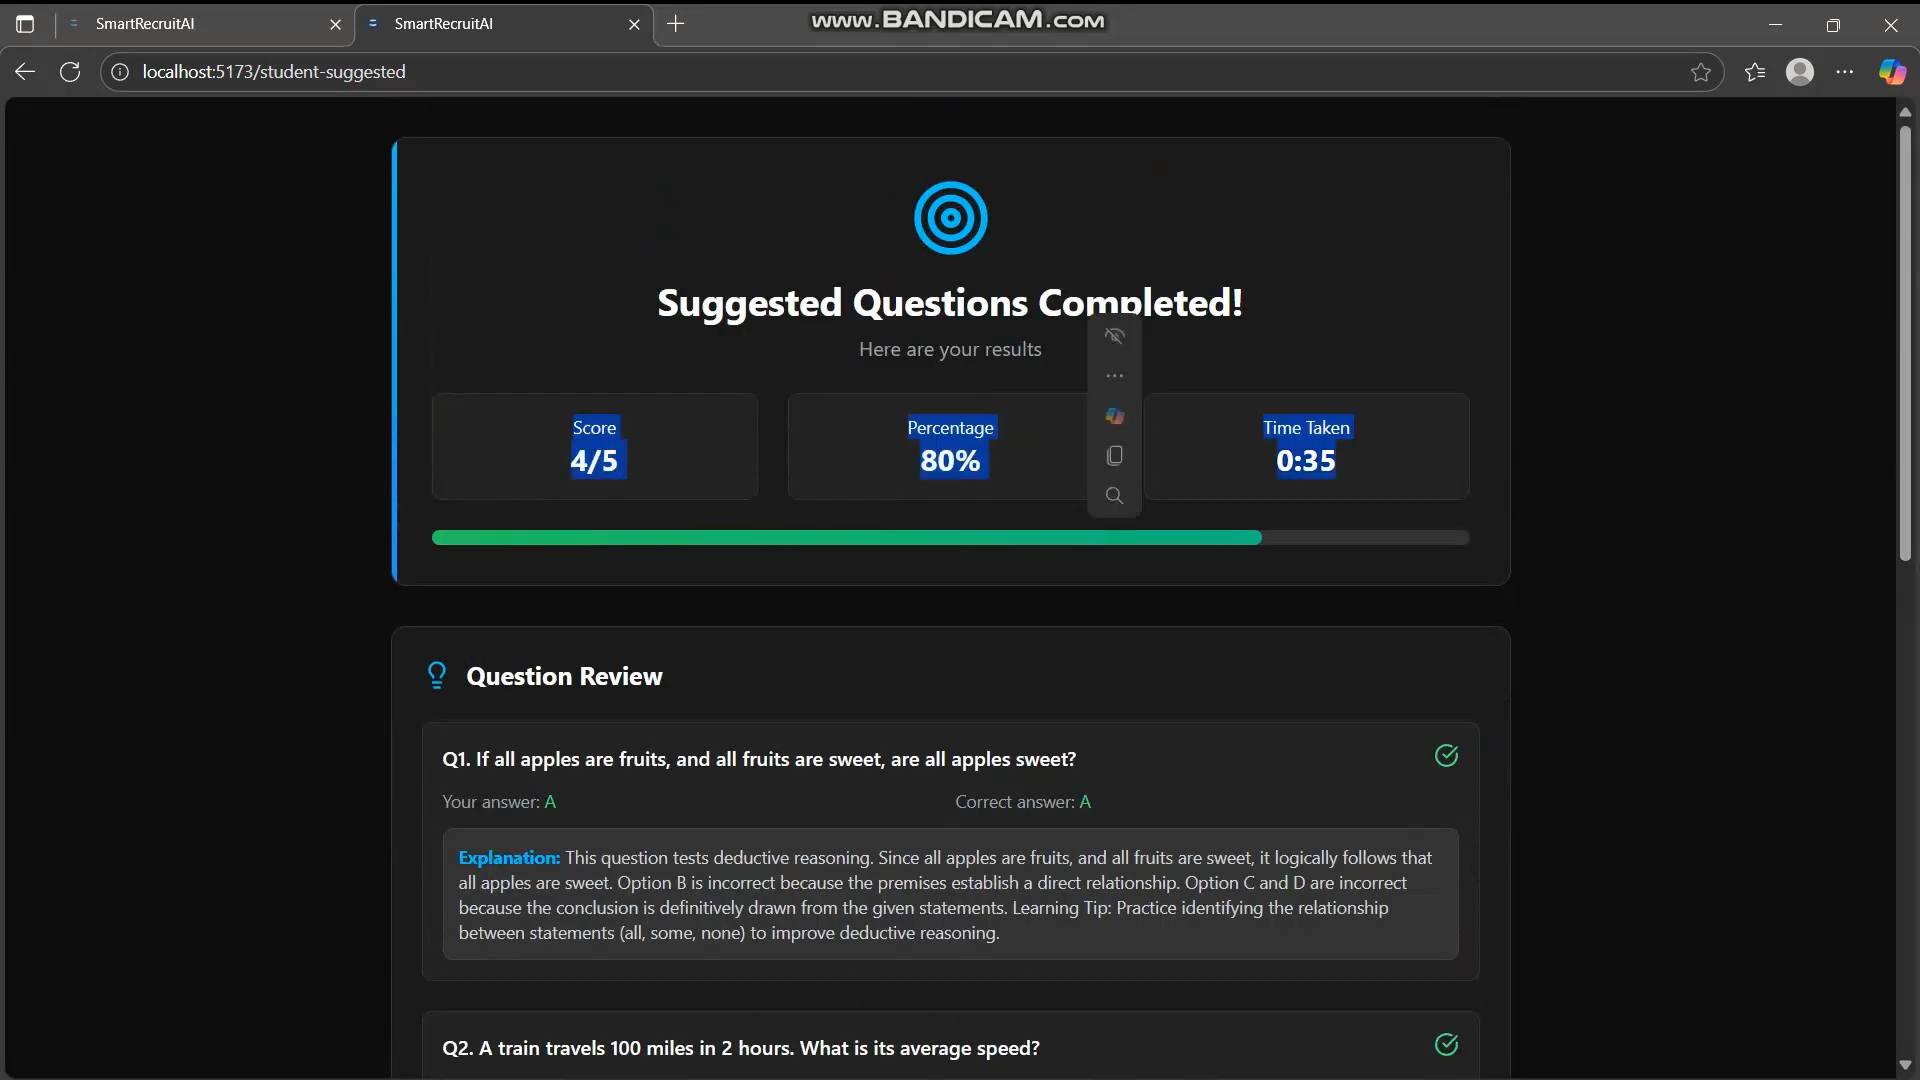 SmartRecruitAI
SmartRecruitAI
www.BANDICAM.com
localhost:5173/student-suggested
Suggested Questions Completed!
Here are your results
Score
4/5
Percentage
80%
Time Taken
0:35
Question Review
Q1. If all apples are fruits, and all fruits are sweet, are all apples sweet?
Your answer: A
Correct answer: A
Explanation: This question tests deductive reasoning. Since all apples are fruits, and all fruits are sweet, it logically follows that
all apples are sweet. Option B is incorrect because the premises establish a direct relationship. Option C and D are incorrect
because the conclusion is definitively drawn from the given statements. Learning Tip: Practice identifying the relationship
between statements (all, some, none) to improve deductive reasoning.
Q2. A train travels 100 miles in 2 hours. What is its average speed?